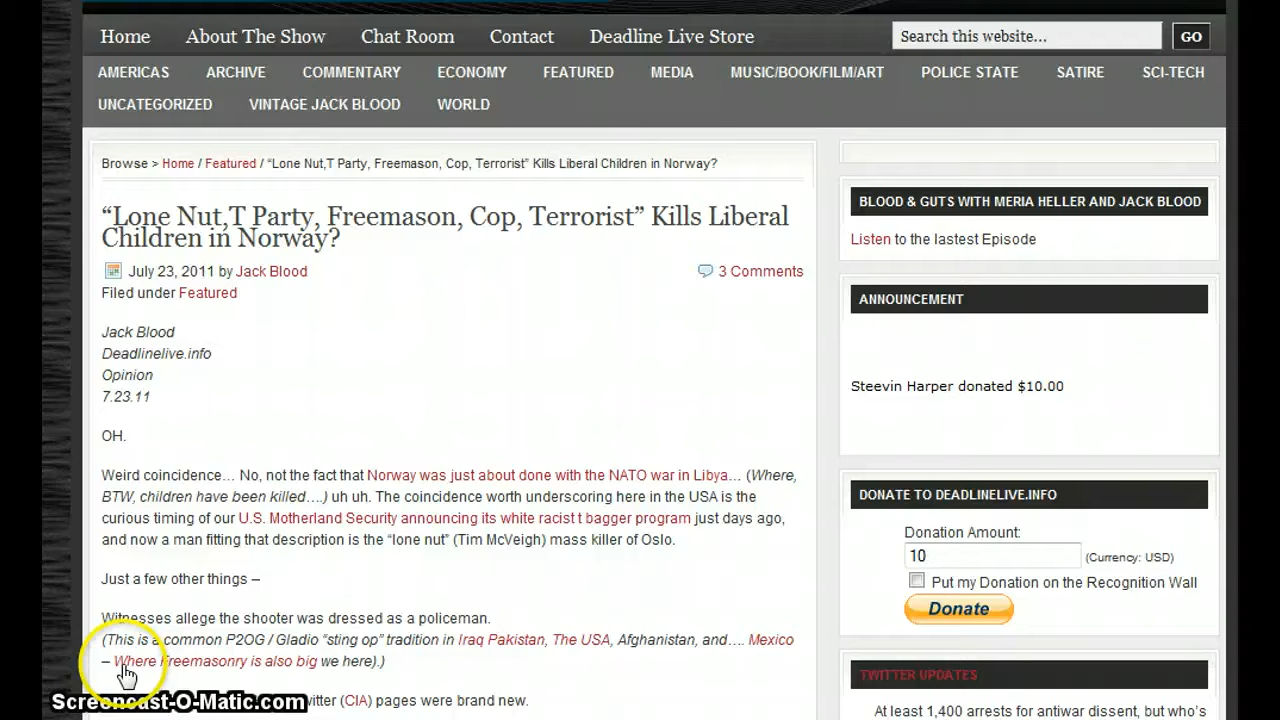 Home About The Show Chat Room Contact Deadline Live Store Search this website... GO
AMERICAS ARCHIVE COMMENTARY ECONOMY FEATURED MEDIA MUSIC/BOOK/FILM/ART POLICE STATE SATIRE SCI-TECH
UNCATEGORIZED VINTAGE JACK BLOOD WORLD
Browse > Home / Featured / “Lone Nut,T Party, Freemason, Cop, Terrorist” Kills Liberal Children in Norway?
“Lone Nut,T Party, Freemason, Cop, Terrorist” Kills Liberal
Children in Norway?
July 23, 2011 by Jack Blood 3 Comments
Filed under Featured
Jack Blood
Deadlinelive.info
Opinion
7.23.11
OH.
Weird coincidence… No, not the fact that Norway was just about done with the NATO war in Libya… (Where,
BTW, children have been killed….) uh uh. The coincidence worth underscoring here in the USA is the
curious timing of our U.S. Motherland Security announcing its white racist t bagger program just days ago,
and now a man fitting that description is the “lone nut” (Tim McVeigh) mass killer of Oslo.
Just a few other things –
Witnesses allege the shooter was dressed as a policeman.
(This is a common P2OG / Gladio “sting op” tradition in Iraq Pakistan, The USA, Afghanistan, and…. Mexico
– Where Freemasonry is also big we here).)
(CIA) pages were brand new.
BLOOD & GUTS WITH MERIA HELLER AND JACK BLOOD
Listen to the lastest Episode
ANNOUNCEMENT
Steevin Harper donated $10.00
DONATE TO DEADLINELIVE.INFO
Donation Amount:
10 (Currency: USD)
Put my Donation on the Recognition Wall
Donate
TWITTER UPDATES
At least 1,400 arrests for antiwar dissent, but who's
Screencast-O-Matic.com